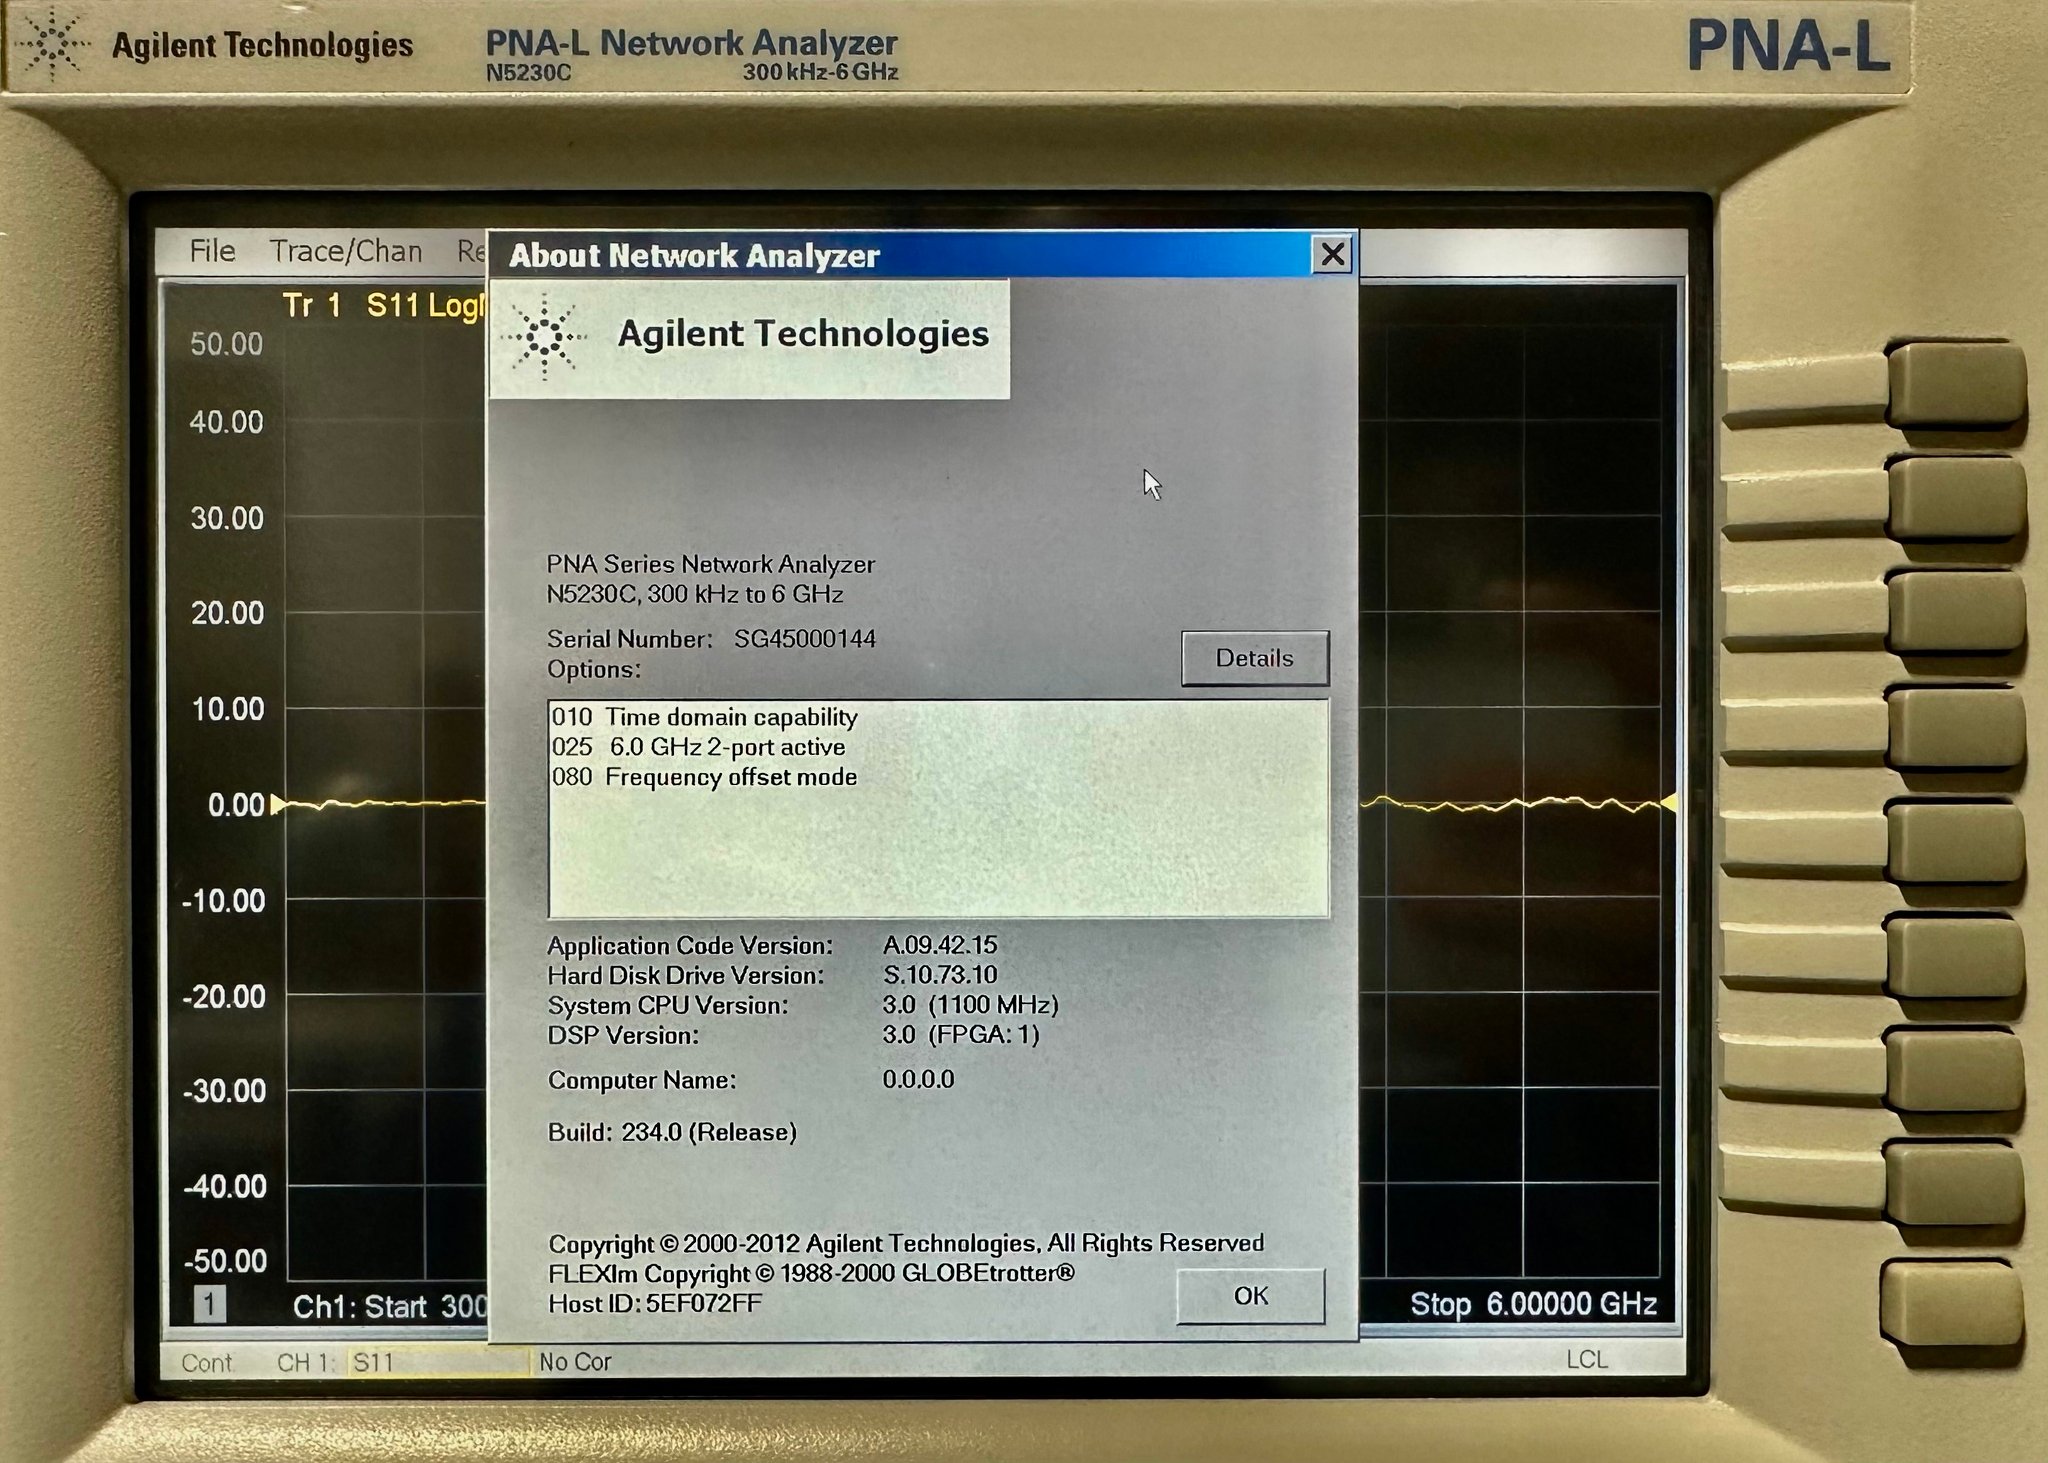 Agilent Technologies PNA-L Network Analyzer PNA-L
N5230C 300 kHz-6 GHz
File Trace/Chan
About Network Analyzer
Tr 1 S11
Agilent Technologies
50.00
40.00
30.00
20.00
10.00
0.00
-10.00
-20.00
-30.00
-40.00
-50.00
PNA Series Network Analyzer
N5230C, 300 kHz to 6 GHz
Serial Number: SG45000144
Options:
Details
010 Time domain capability
025 6.0 GHz 2-port active
080 Frequency offset mode
Application Code Version: A.09.42.15
Hard Disk Drive Version: S.10.73.10
System CPU Version: 3.0 (1100 MHz)
DSP Version: 3.0 (FPGA: 1)
Computer Name: 0.0.0.0
Build: 234.0 (Release)
Copyright © 2000-2012 Agilent Technologies, All Rights Reserved
FLEXlm Copyright © 1988-2000 GLOBEtrotter®
Host ID: 5EF072FF
OK
1 Ch1: Start 300 Stop 6.00000 GHz
Cont CH 1: S11 No Cor LCL